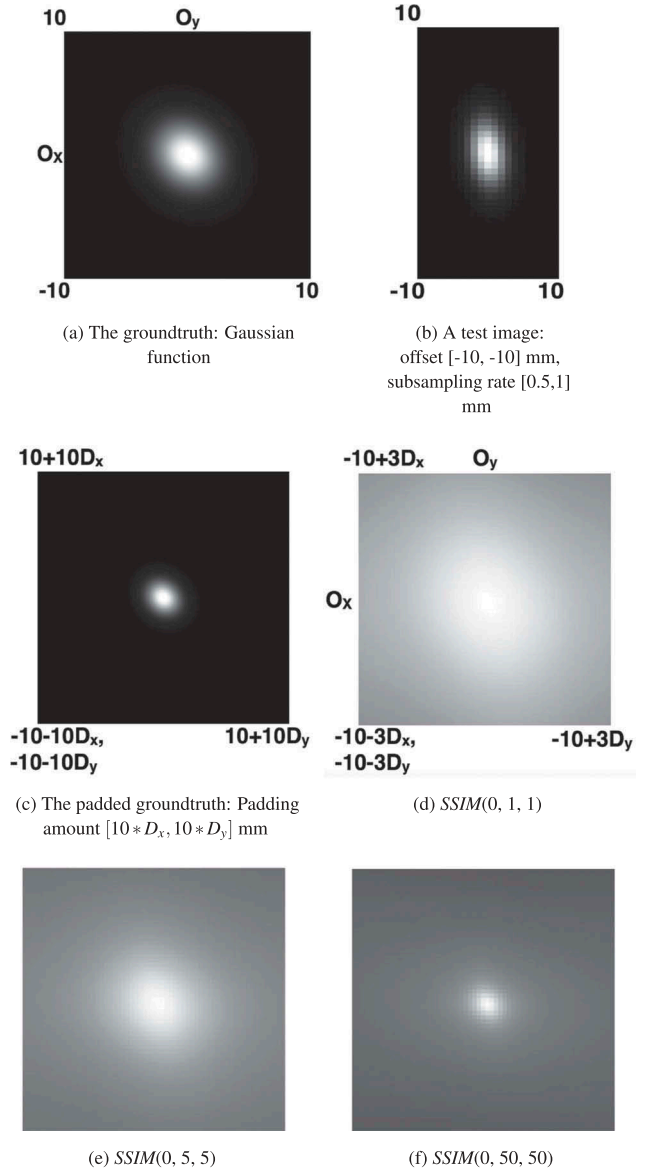 10 Oy
Ox
-10 10
10
-10 10
(a) The groundtruth: Gaussian
function
(b) A test image:
offset [-10, -10] mm,
subsampling rate [0.5,1]
mm
10+10Dx
-10-10Dx,
-10-10Dy
10+10Dy
(c) The padded groundtruth: Padding
amount [10∗Dx,10∗Dy] mm
-10+3Dx Oy
Ox
-10-3Dx,
-10-3Dy
-10+3Dy
(d) SSIM(0, 1, 1)
(e) SSIM(0, 5, 5)
(f) SSIM(0, 50, 50)